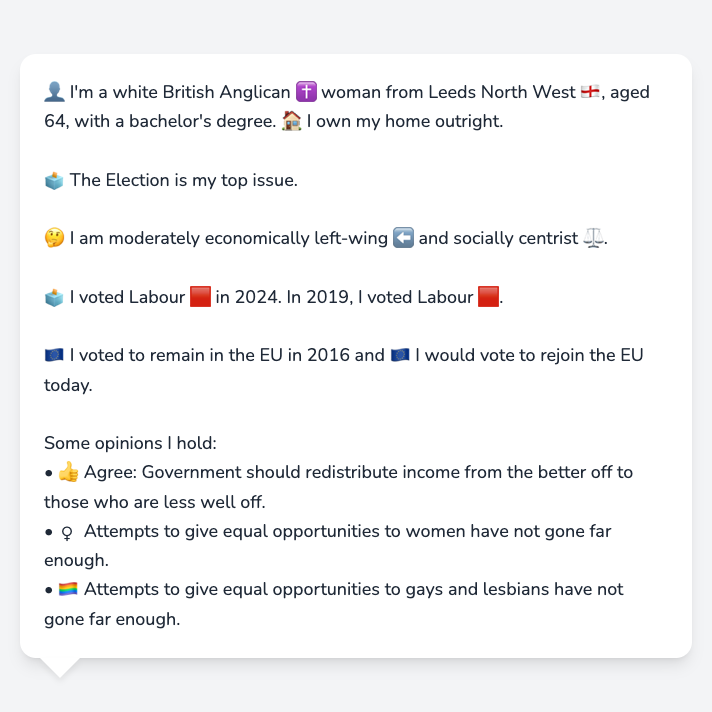 👤 I'm a white British Anglican ✝️ woman from Leeds North West 🏴󠁧󠁢󠁥󠁮󠁧󠁿, aged
64, with a bachelor's degree. 🏠 I own my home outright.
🗳️ The Election is my top issue.
🤔 I am moderately economically left-wing ⬅️ and socially centrist ⚖️.
🗳️ I voted Labour 🟥 in 2024. In 2019, I voted Labour 🟥.
🇪🇺 I voted to remain in the EU in 2016 and 🇪🇺 I would vote to rejoin the EU
today.
Some opinions I hold:
• 👍 Agree: Government should redistribute income from the better off to
those who are less well off.
• ♀ Attempts to give equal opportunities to women have not gone far
enough.
• 🏳️‍🌈 Attempts to give equal opportunities to gays and lesbians have not
gone far enough.